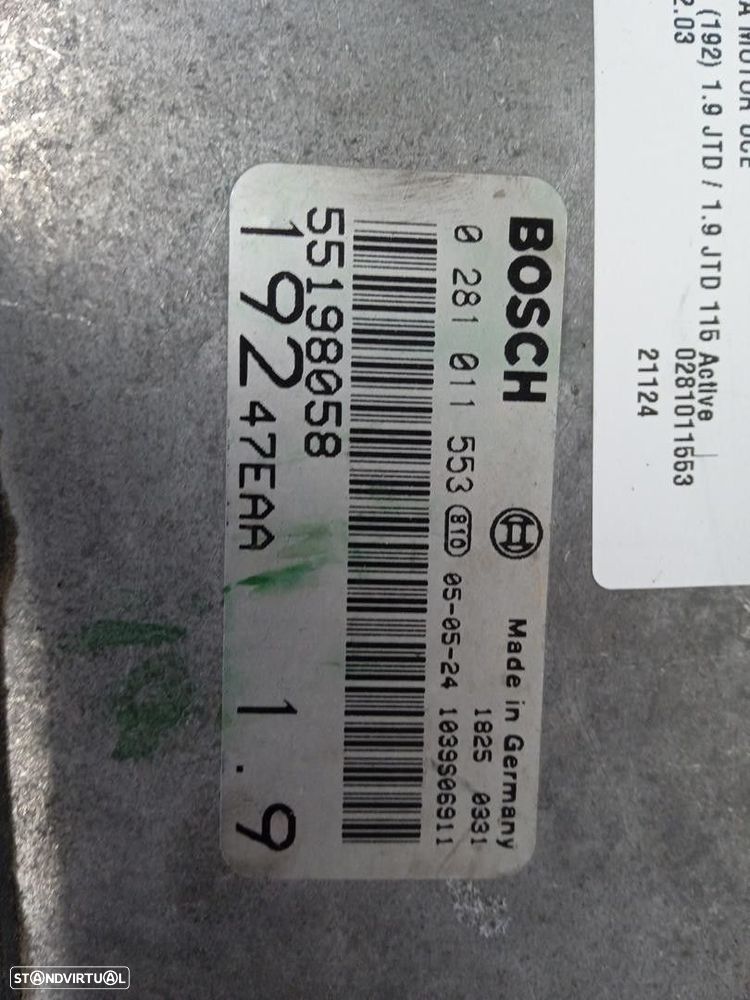 BOSCH
Made in Germany
1825 0331
0 281 011 553 810 05-05-24 1039S06911
55198058
192 47EAA 1.9
A MOTOR UCE
(192) 1.9 JTD / 1.9 JTD 115 Active
2.03
0281011553
21124
STANDVIRTUAL